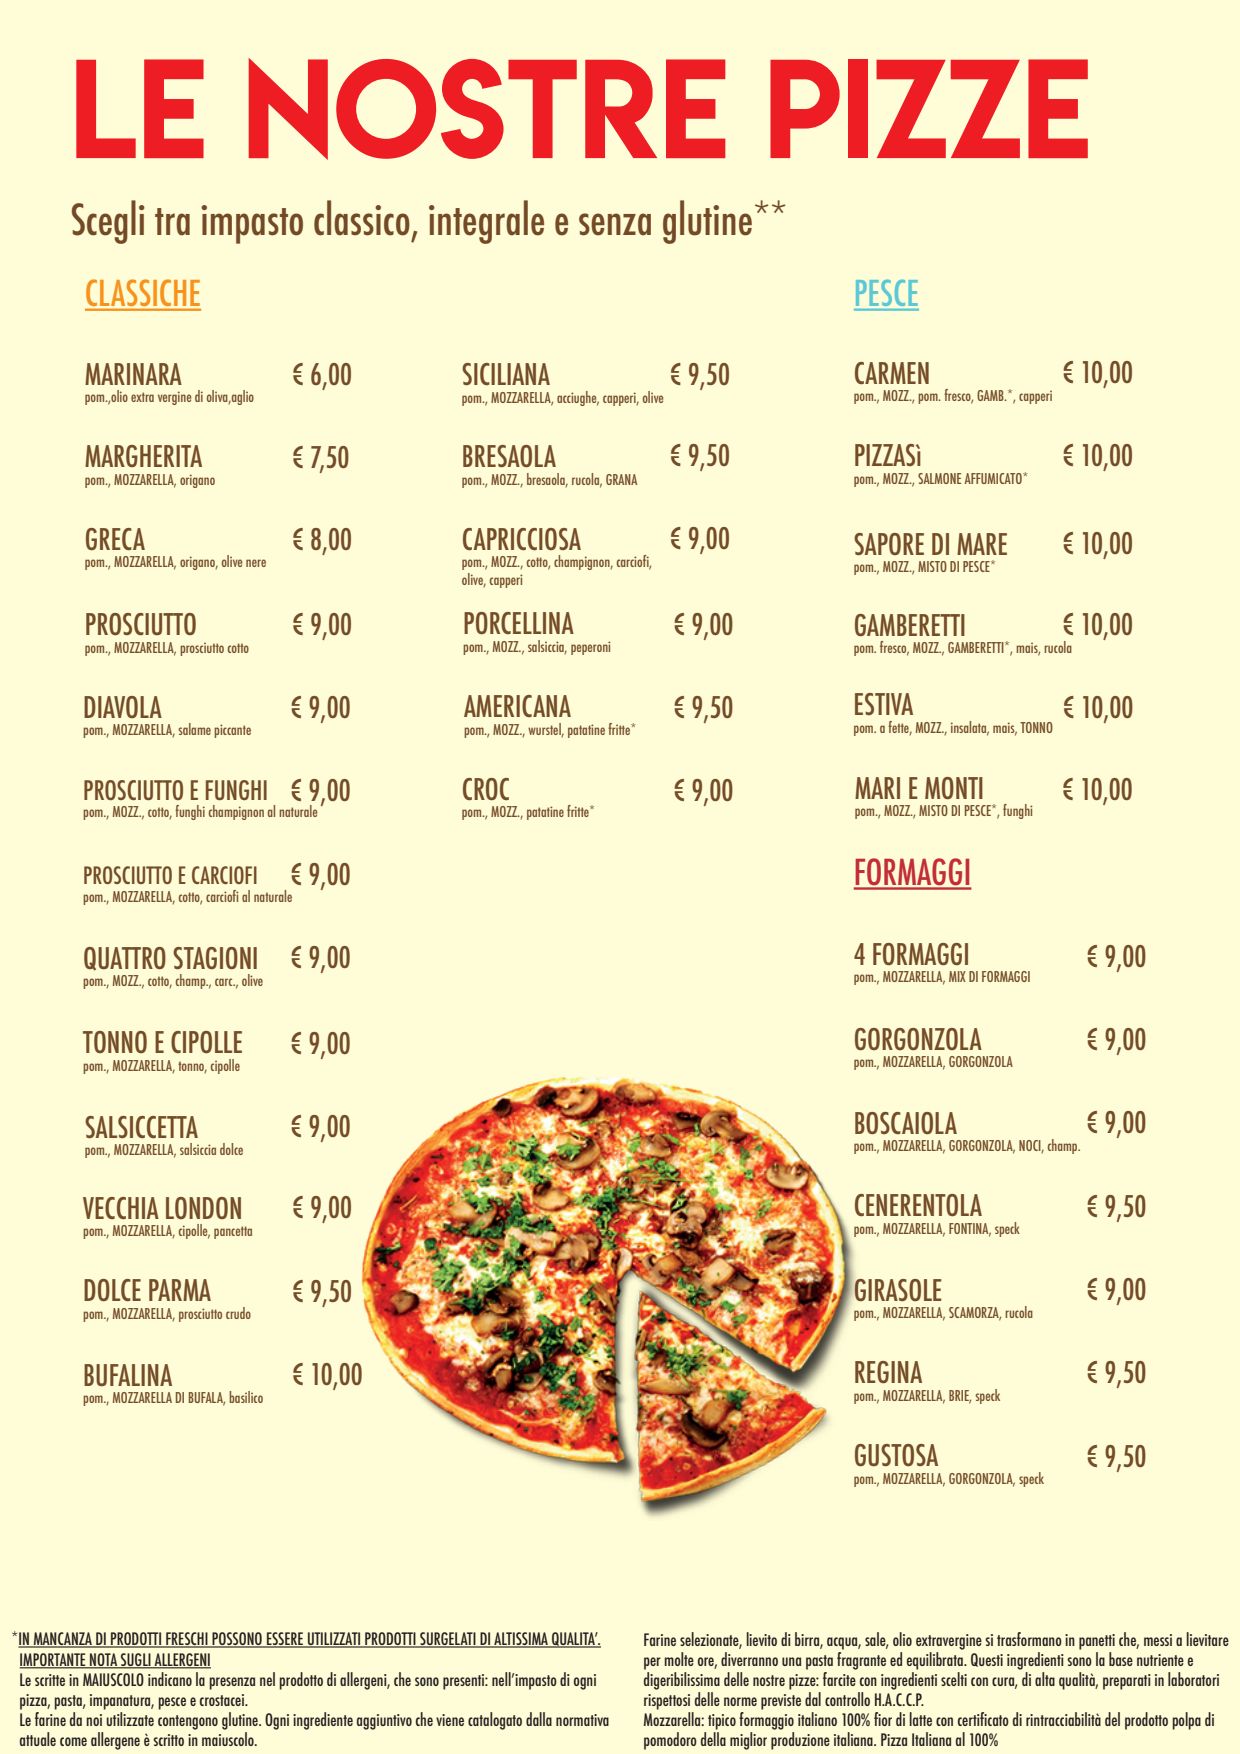 LE NOSTRE PIZZE
Scegli tra impasto classico, integrale e senza glutine**
CLASSICHE
MARINARA € 6,00
pom.,olio extra vergine di oliva,aglio
MARGHERITA € 7,50
pom., MOZZARELLA, origano
GRECA € 8,00
pom., MOZZARELLA, origano, olive nere
PROSCIUTTO € 9,00
pom., MOZZARELLA, prosciutto cotto
DIAVOLA € 9,00
pom., MOZZARELLA, salame piccante
PROSCIUTTO E FUNGHI € 9,00
pom., MOZZ., cotto, funghi champignon al naturale
PROSCIUTTO E CARCIOFI € 9,00
pom., MOZZARELLA, cotto, carciofi al naturale
QUATTRO STAGIONI € 9,00
pom., MOZZ., cotto, champ., carc., olive
TONNO E CIPOLLE € 9,00
pom., MOZZARELLA, tonno, cipolle
SALSICCETTA € 9,00
pom., MOZZARELLA, salsiccia dolce
VECCHIA LONDON € 9,00
pom., MOZZARELLA, cipolle, pancetta
DOLCE PARMA € 9,50
pom., MOZZARELLA, prosciutto crudo
BUFALINA € 10,00
pom., MOZZARELLA DI BUFALA, basilico
SICILIANA € 9,50
pom., MOZZARELLA, acciughe, capperi, olive
BRESAOLA € 9,50
pom., MOZZ., bresaola, rucola, GRANA
CAPRICCIOSA € 9,00
pom., MOZZ., cotto, champignon, carciofi,
olive, capperi
PORCELLINA € 9,00
pom., MOZZ., salsiccia, peperoni
AMERICANA € 9,50
pom., MOZZ., wurstel, patatine fritte*
CROC € 9,00
pom., MOZZ., patatine fritte*
PESCE
CARMEN € 10,00
pom., MOZZ., pom. fresco, GAMB.*, capperi
PIZZASì € 10,00
pom., MOZZ., SALMONE AFFUMICATO*
SAPORE DI MARE € 10,00
pom., MOZZ., MISTO DI PESCE*
GAMBERETTI € 10,00
pom. fresco, MOZZ., GAMBERETTI*, mais, rucola
ESTIVA € 10,00
pom. a fette, MOZZ., insalata, mais, TONNO
MARI E MONTI € 10,00
pom., MOZZ., MISTO DI PESCE*, funghi
FORMAGGI
4 FORMAGGI € 9,00
pom., MOZZARELLA, MIX DI FORMAGGI
GORGONZOLA € 9,00
pom., MOZZARELLA, GORGONZOLA
BOSCAIOLA € 9,00
pom., MOZZARELLA, GORGONZOLA, NOCI, champ.
CENERENTOLA € 9,50
pom., MOZZARELLA, FONTINA, speck
GIRASOLE € 9,00
pom., MOZZARELLA, SCAMORZA, rucola
REGINA € 9,50
pom., MOZZARELLA, BRIE, speck
GUSTOSA € 9,50
pom., MOZZARELLA, GORGONZOLA, speck
*IN MANCANZA DI PRODOTTI FRESCHI POSSONO ESSERE UTILIZZATI PRODOTTI SURGELATI DI ALTISSIMA QUALITA'.
IMPORTANTE NOTA SUGLI ALLERGENI
Le scritte in MAIUSCOLO indicano la presenza nel prodotto di allergeni, che sono presenti: nell'impasto di ogni
pizza, pasta, impanatura, pesce e crostacei.
Le farine da noi utilizzate contengono glutine. Ogni ingrediente aggiuntivo che viene catalogato dalla normativa
attuale come allergene è scritto in maiuscolo.
Farine selezionate, lievito di birra, acqua, sale, olio extravergine si trasformano in panetti che, messi a lievitare
per molte ore, diverranno una pasta fragrante ed equilibrata. Questi ingredienti sono la base nutriente e
digeribilissima delle nostre pizze: farcite con ingredienti scelti con cura, di alta qualità, preparati in laboratori
rispettosi delle norme previste dal controllo H.A.C.C.P.
Mozzarella: tipico formaggio italiano 100% fior di latte con certificato di rintracciabilità del prodotto polpa di
pomodoro della miglior produzione italiana. Pizza Italiana al 100%